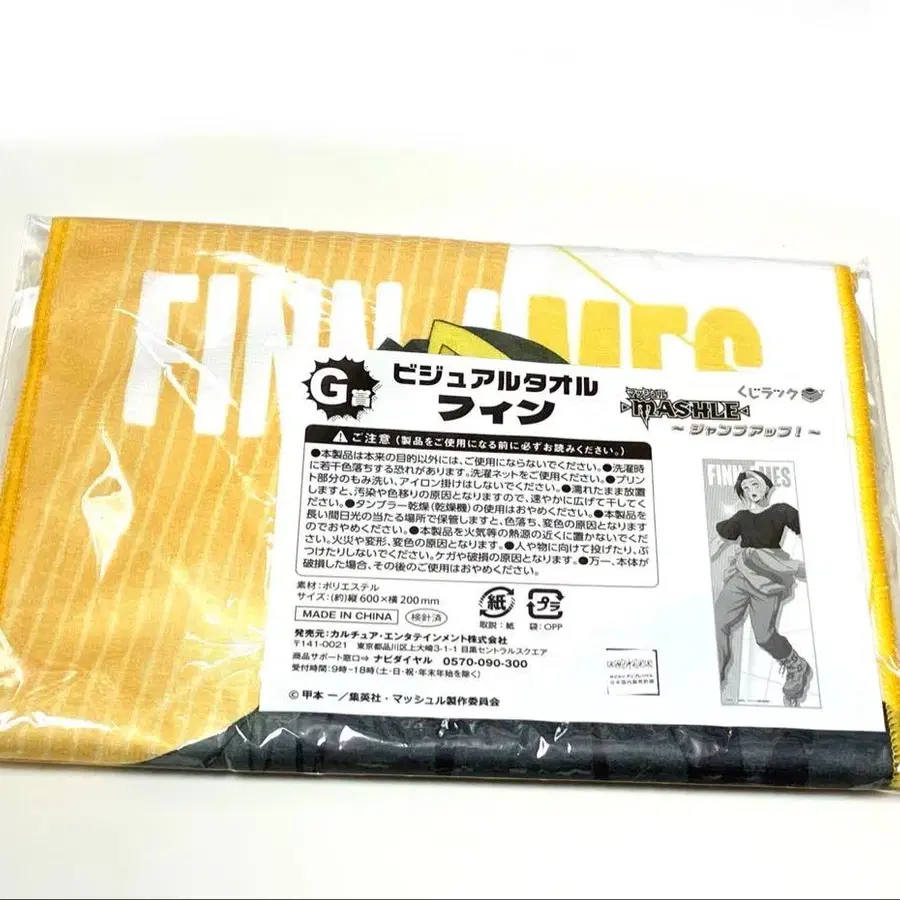 FINN AMES
G賞
ビジュアルタオル
フィン
マッシュル
MASHLE
~ジャンプアップ!~
くじラック
ご注意(製品をご使用になる前に必ずお読みください。)
●本製品は本来の目的以外には、ご使用にならないでください。●洗濯時
に若干色落ちする恐れがあります。洗濯ネットをご使用ください。●プリン
ト部分のもみ洗い、アイロン掛けはしないでください。●濡れたまま放置
しますと、汚染や色移りの原因となりますので、速やかに広げて干してくだ
さい。●タンブラー乾燥(乾燥機)の使用はおやめください。●本製品を
長い間日光の当たる場所で保管しますと、色落ち、変色の原因となります
のでおやめください。●本製品を火気等の熱源の近くに置かないでくだ
さい。火災や変形、変色の原因となります。●人や物に向けて投げたり、ぶ
つけたりしないでください。ケガや破損の原因となります。●万一、本体が
破損した場合、その後のご使用はおやめください。
素材:ポリエステル
サイズ:(約)縦600×横200mm
MADE IN CHINA
検針済
紙
取説:紙
プラ
袋:OPP
発売元:カルチュア・エンタテインメント株式会社
〒141-0021 東京都品川区上大崎3-1-1 目黒セントラルスクエア
商品サポート窓口⇒ ナビダイヤル 0570-090-300
受付時間:9時-18時(土・日・祝・年末年始を除く)
© 甲本 一/集英社・マッシュル製作委員会
FINN AMES